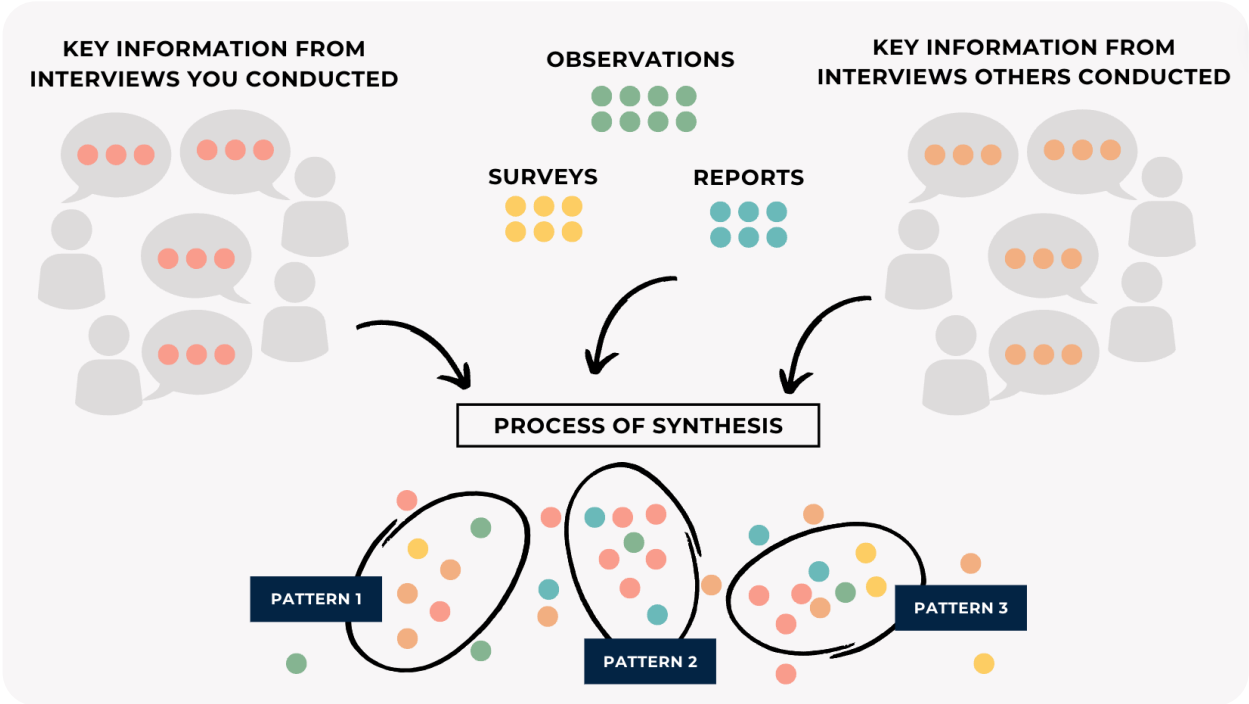 KEY INFORMATION FROM
INTERVIEWS YOU CONDUCTED
OBSERVATIONS
KEY INFORMATION FROM
INTERVIEWS OTHERS CONDUCTED
SURVEYS
REPORTS
PROCESS OF SYNTHESIS
PATTERN 1
PATTERN 2
PATTERN 3